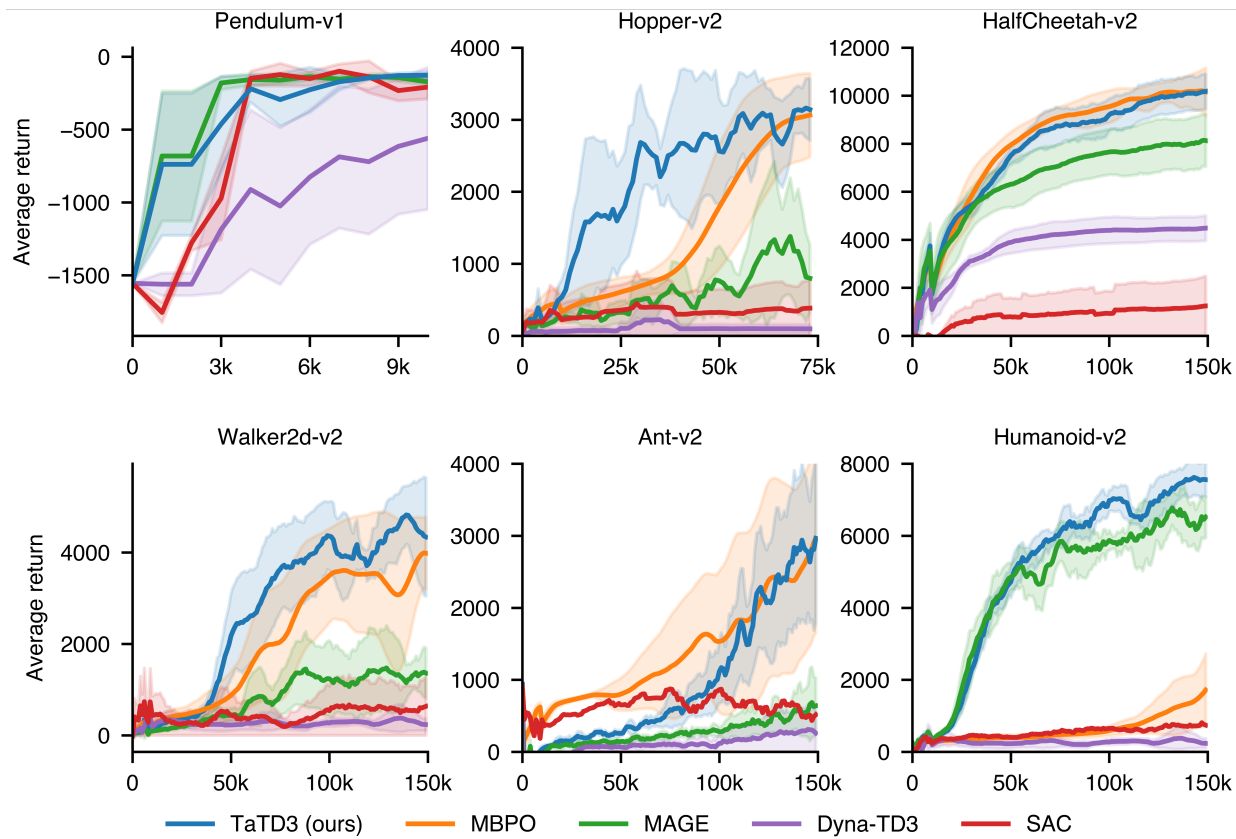 Pendulum-v1
Hopper-v2
HalfCheetah-v2
Average return
0
−500
−1000
−1500
0 3k 6k 9k
4000
3000
2000
1000
0
0 25k 50k 75k
12000
10000
8000
6000
4000
2000
0
0 50k 100k 150k
Walker2d-v2
Ant-v2
Humanoid-v2
Average return
4000
2000
0
0 50k 100k 150k
4000
3000
2000
1000
0
0 50k 100k 150k
8000
6000
4000
2000
0
0 50k 100k 150k
TaTD3 (ours) MBPO MAGE Dyna-TD3 SAC